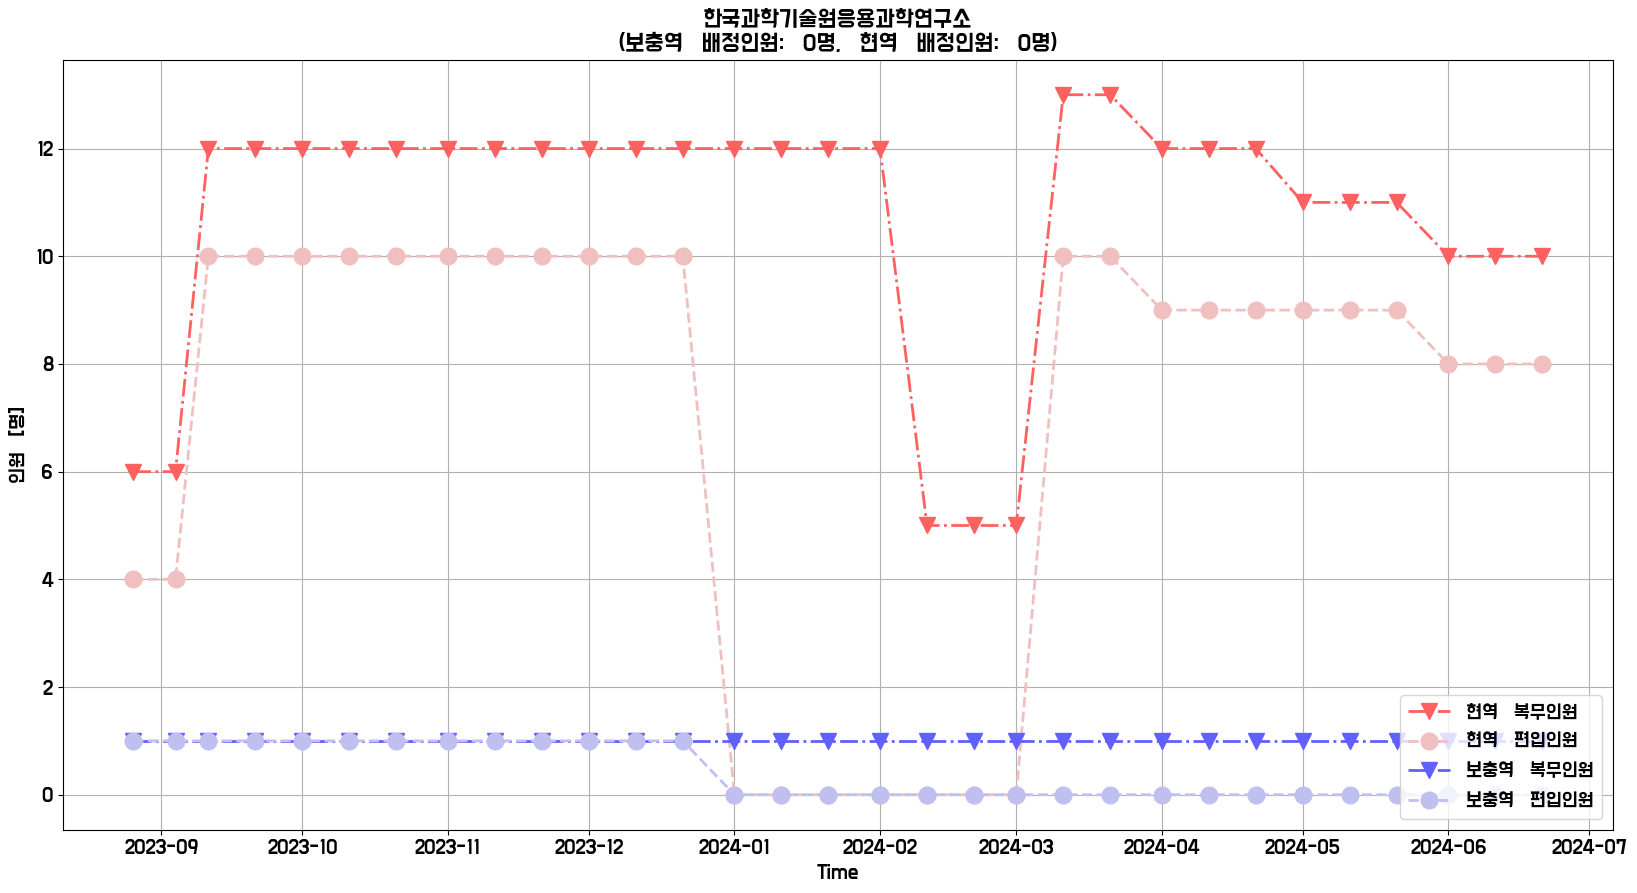 한국과학기술원응용과학연구소
(보충역 배정인원: 0명, 현역 배정인원: 0명)
인원 [명]
12
10
8
6
4
2
0
현역 복무인원
현역 편입인원
보충역 복무인원
보충역 편입인원
2023-09 2023-10 2023-11 2023-12 2024-01 2024-02 2024-03 2024-04 2024-05 2024-06 2024-07
Time